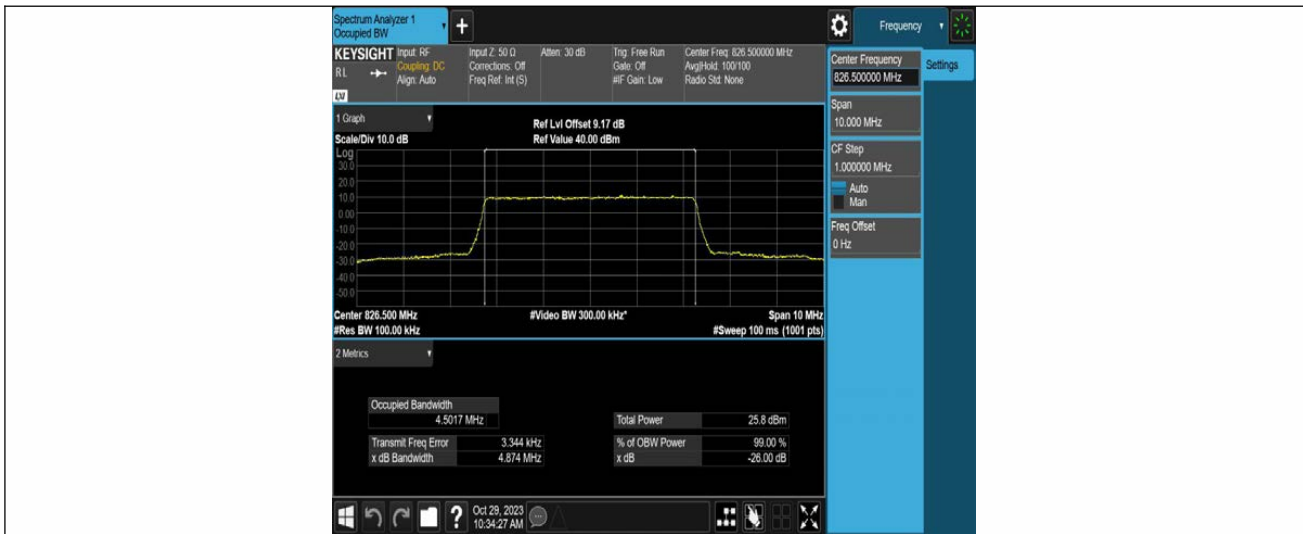 Spectrum Analyzer 1
Occupied BW
+
Frequency
KEYSIGHT
RL
LXI
Input: RF
Coupling: DC
Align: Auto
Input Z: 50 Ω
Corrections: Off
Freq Ref: Int (S)
Atten: 30 dB
Trig: Free Run
Gate: Off
#IF Gain: Low
Center Freq: 826.500000 MHz
Avg|Hold: 100/100
Radio Std: None
Center Frequency
826.500000 MHz
Settings
Span
10.000 MHz
CF Step
1.000000 MHz
Auto
Man
Freq Offset
0 Hz
1 Graph
Scale/Div 10.0 dB
Ref Lvl Offset 9.17 dB
Ref Value 40.00 dBm
Log
30.0
20.0
10.0
0.00
-10.0
-20.0
-30.0
-40.0
-50.0
Center 826.500 MHz
#Video BW 300.00 kHz*
Span 10 MHz
#Res BW 100.00 kHz
#Sweep 100 ms (1001 pts)
2 Metrics
Occupied Bandwidth
4.5017 MHz
Total Power 25.8 dBm
Transmit Freq Error 3.344 kHz
% of OBW Power 99.00 %
x dB Bandwidth 4.874 MHz
x dB -26.00 dB
?
Oct 29, 2023
10:34:27 AM